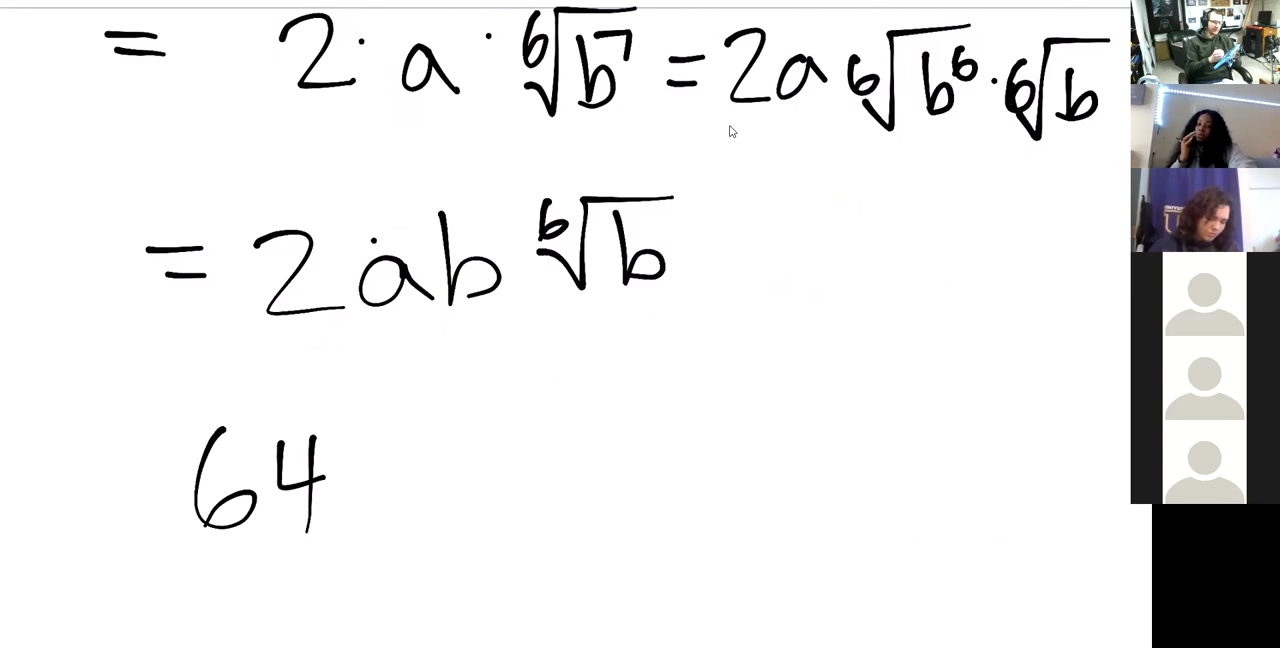 = 2 · a · ⁶√b⁷ = 2a ⁶√b⁶ · ⁶√b
= 2ab ⁶√b
64